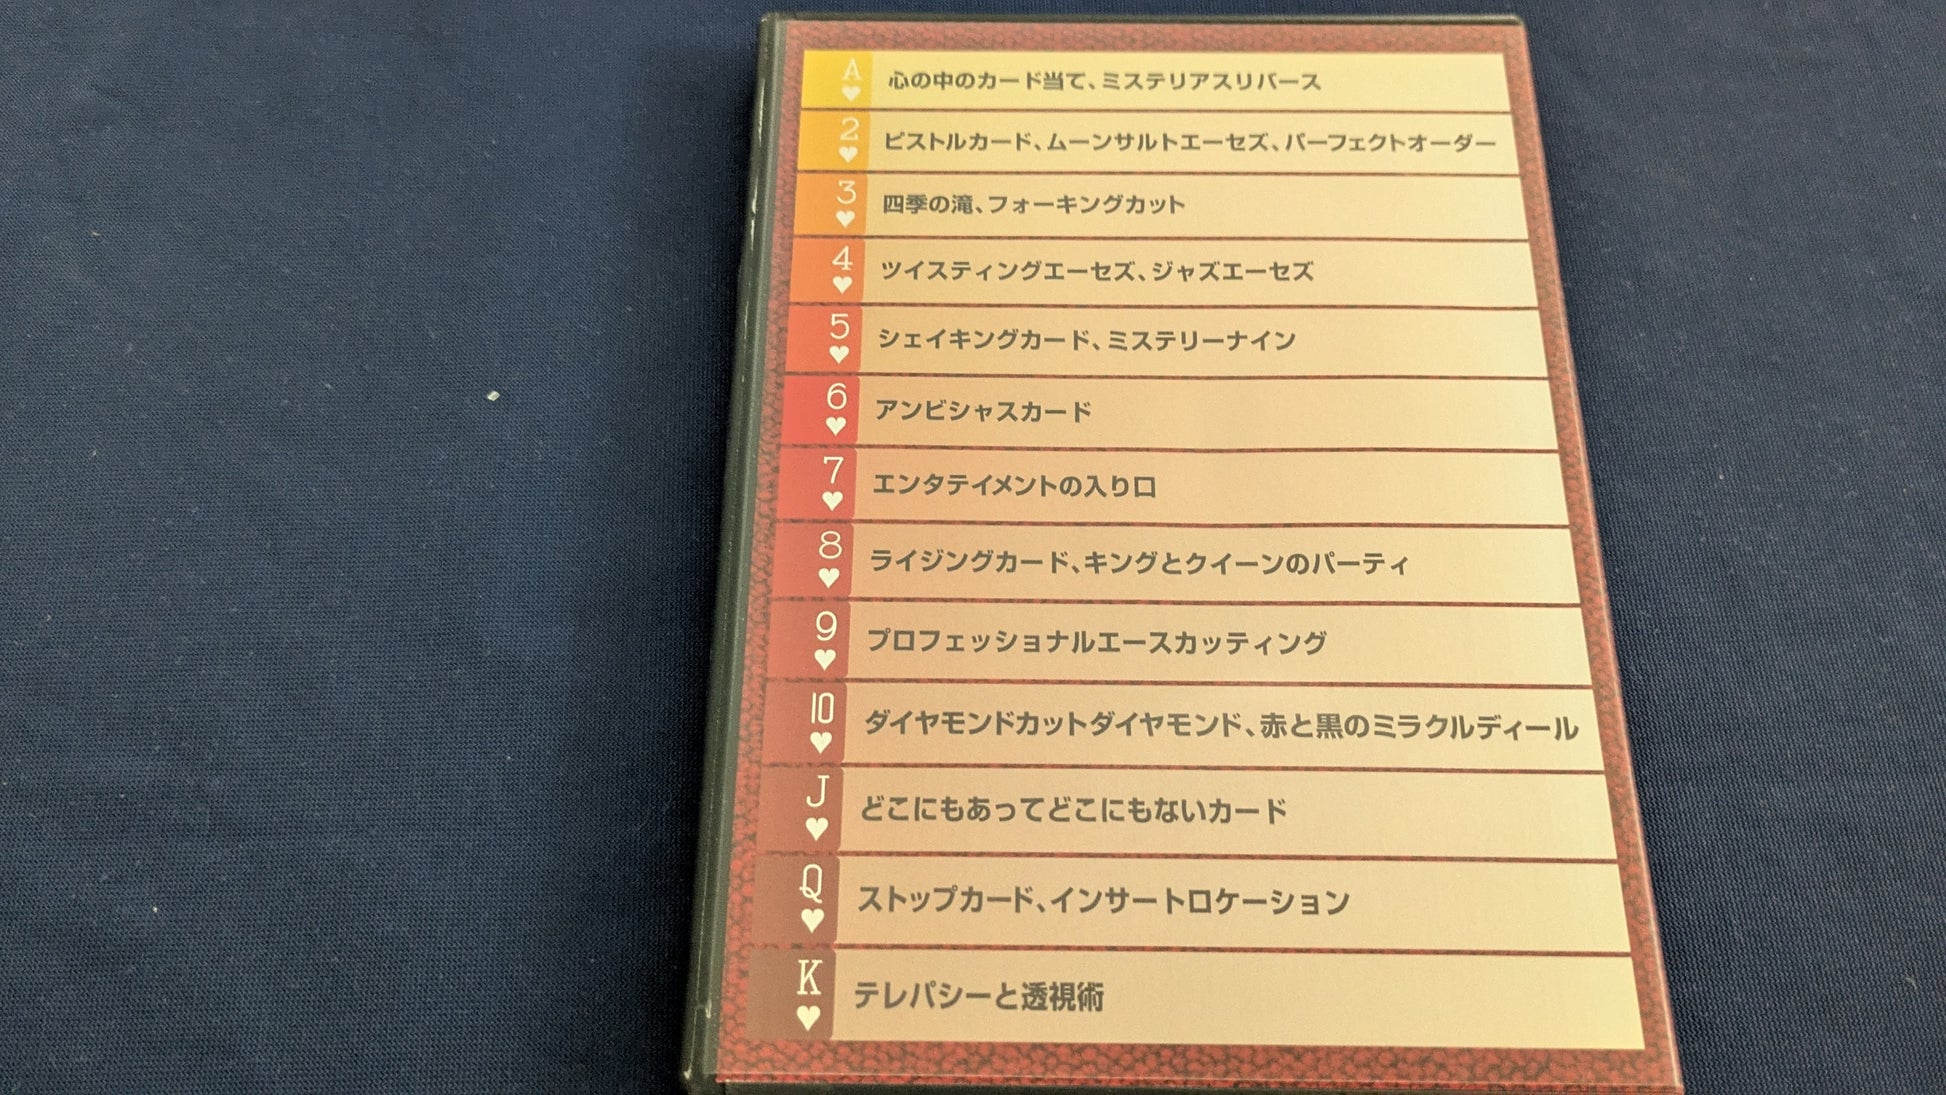 A♥ 心の中のカード当て、ミステリアスリバース
2♥ ピストルカード、ムーンサルトエーセズ、パーフェクトオーダー
3♥ 四季の滝、フォーキングカット
4♥ ツイスティングエーセズ、ジャズエーセズ
5♥ シェイキングカード、ミステリーナイン
6♥ アンビシャスカード
7♥ エンタテイメントの入り口
8♥ ライジングカード、キングとクイーンのパーティ
9♥ プロフェッショナルエースカッティング
10♥ ダイヤモンドカットダイヤモンド、赤と黒のミラクルディール
J♥ どこにもあってどこにもないカード
Q♥ ストップカード、インサートロケーション
K♥ テレパシーと透視術